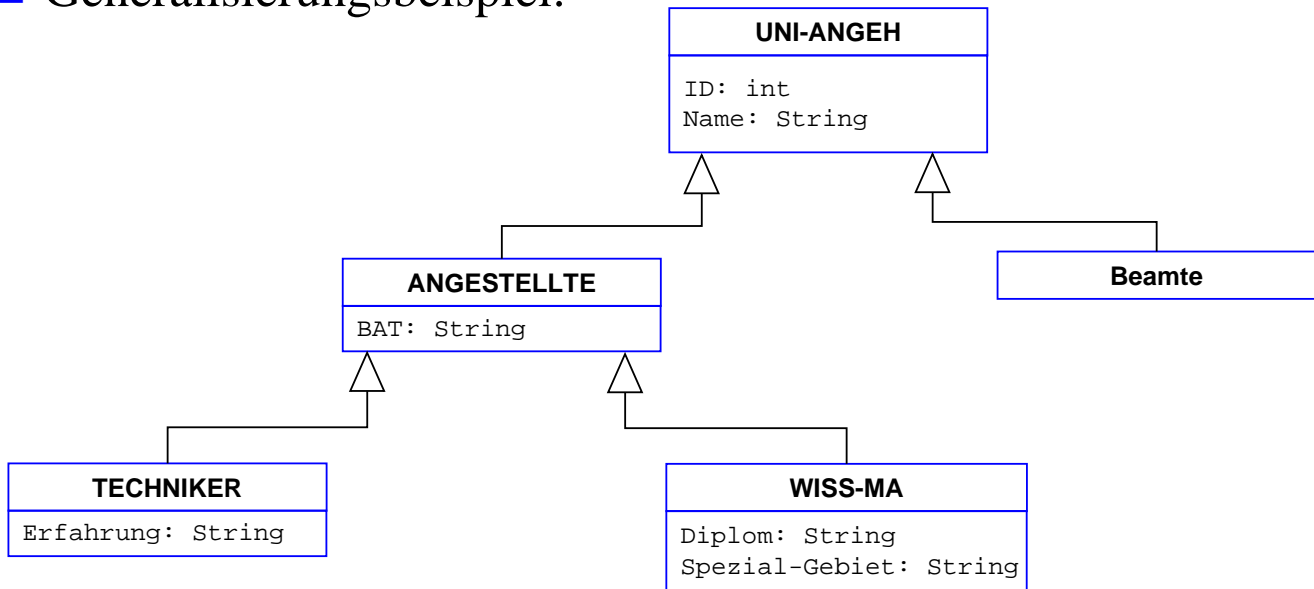 Generalisierungsbeispiel:
UNI-ANGEH
ID: int
Name: String
ANGESTELLTE
BAT: String
Beamte
TECHNIKER
Erfahrung: String
WISS-MA
Diplom: String
Spezial-Gebiet: String